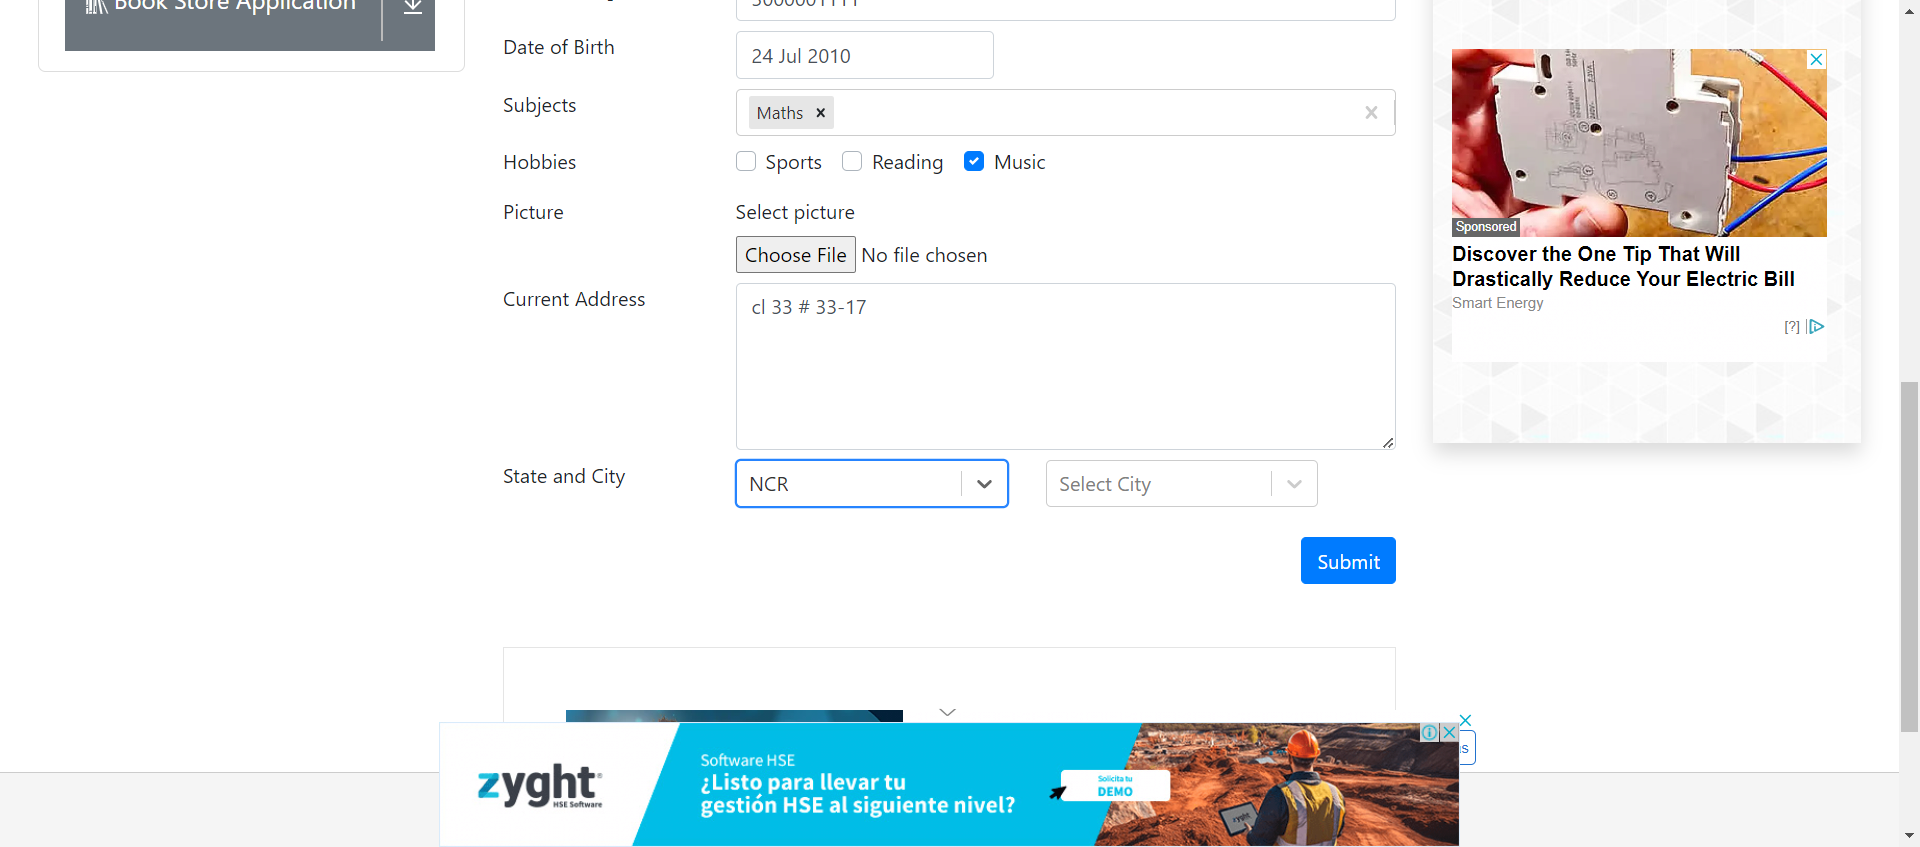 Book Store Application
3000001111
Date of Birth
24 Jul 2010
Subjects
Maths
Hobbies
Sports
Reading
Music
Picture
Select picture
Choose File No file chosen
Current Address
cl 33 # 33-17
State and City
NCR
Select City
Submit
Sponsored
Discover the One Tip That Will
Drastically Reduce Your Electric Bill
Smart Energy
[?]
zyght
HSE Software
Software HSE
¿Listo para llevar tu
gestión HSE al siguiente nivel?
Solicita tu
DEMO
zyght